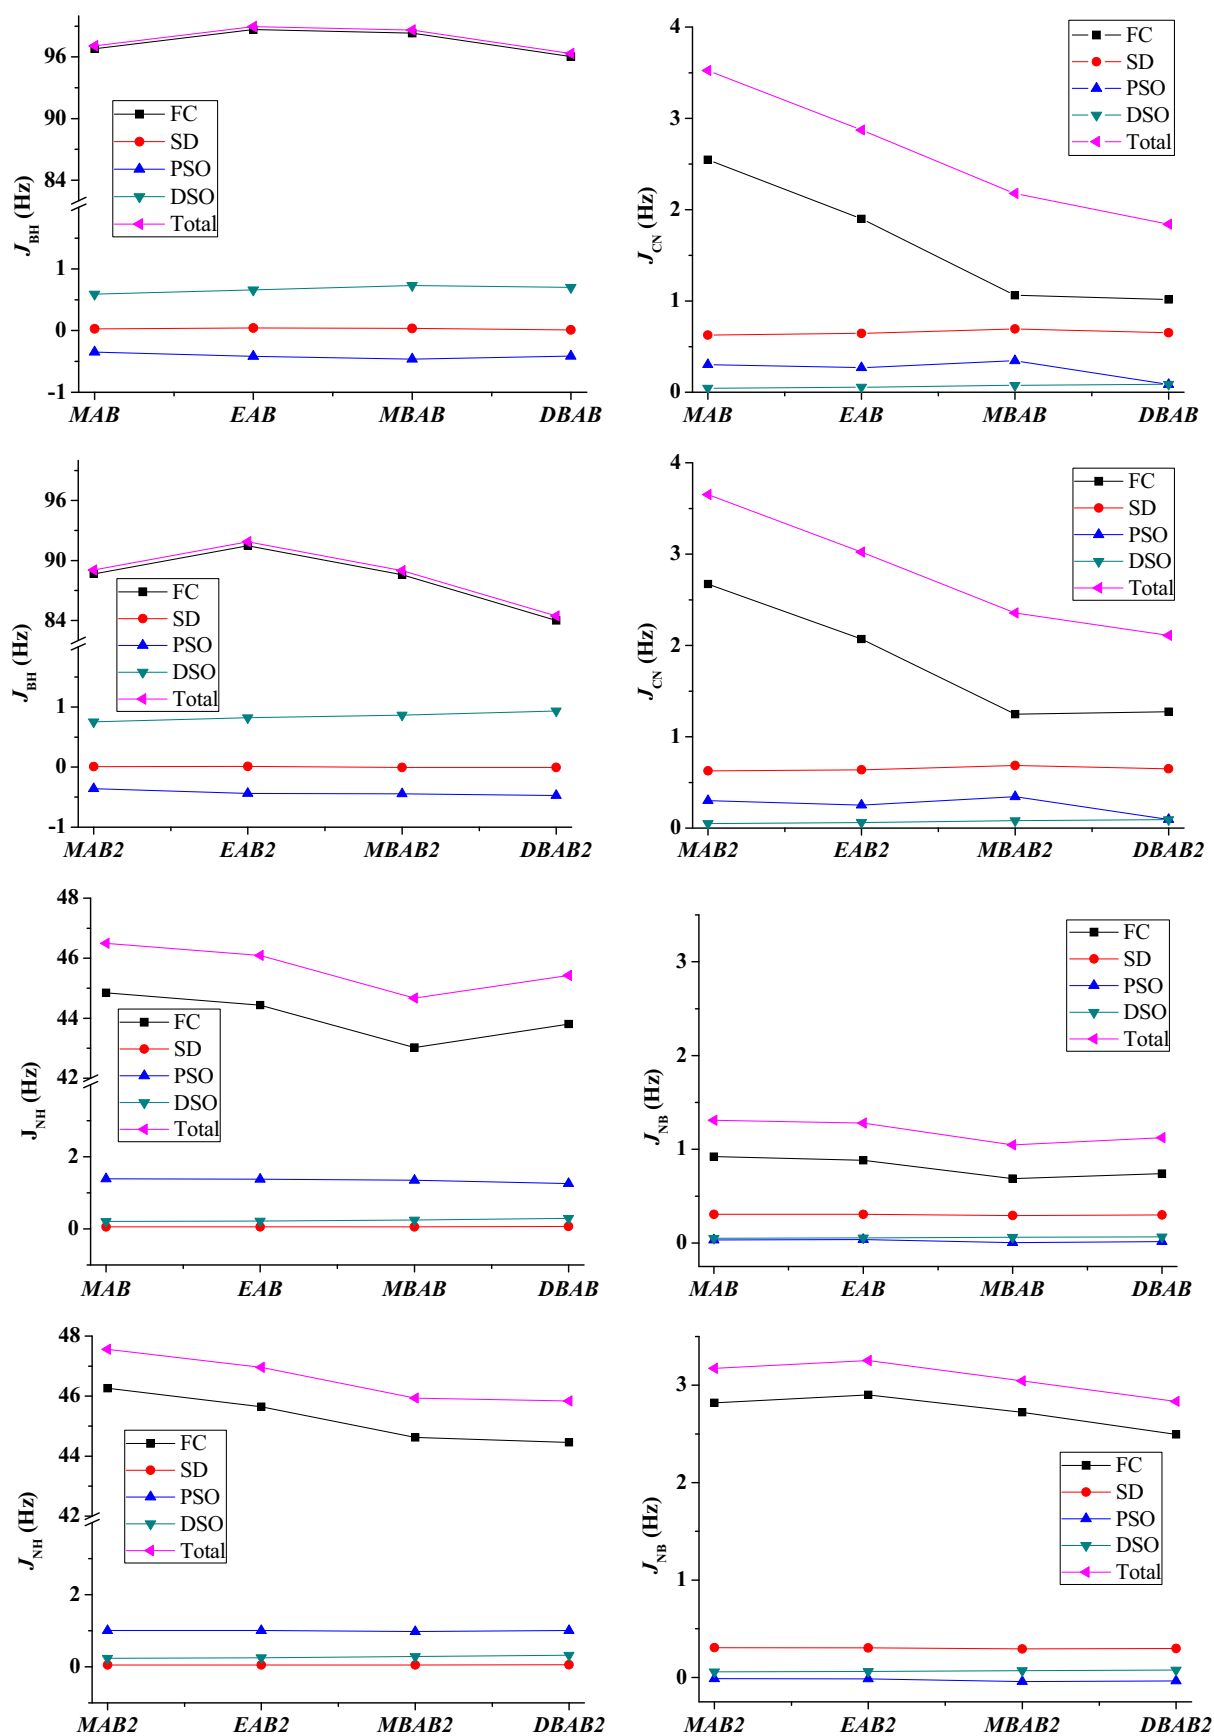 96
90
84
1
0
-1
J_BH (Hz)
FC
SD
PSO
DSO
Total
MAB EAB MBAB DBAB
4
3
2
1
0
J_CN (Hz)
FC
SD
PSO
DSO
Total
MAB EAB MBAB DBAB
96
90
84
1
0
-1
J_BH (Hz)
FC
SD
PSO
DSO
Total
MAB2 EAB2 MBAB2 DBAB2
4
3
2
1
0
J_CN (Hz)
FC
SD
PSO
DSO
Total
MAB2 EAB2 MBAB2 DBAB2
48
46
44
42
2
0
J_NH (Hz)
FC
SD
PSO
DSO
Total
MAB EAB MBAB DBAB
3
2
1
0
J_NB (Hz)
FC
SD
PSO
DSO
Total
MAB EAB MBAB DBAB
48
46
44
42
2
0
J_NH (Hz)
FC
SD
PSO
DSO
Total
MAB2 EAB2 MBAB2 DBAB2
3
2
1
0
J_NB (Hz)
FC
SD
PSO
DSO
Total
MAB2 EAB2 MBAB2 DBAB2